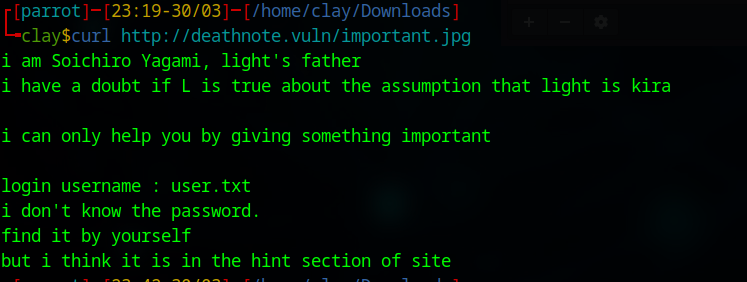 ┌─[parrot]─[23:19-30/03]─[/home/clay/Downloads]
└──╼clay$curl http://deathnote.vuln/important.jpg
i am Soichiro Yagami, light's father
i have a doubt if L is true about the assumption that light is kira
i can only help you by giving something important
login username : user.txt
i don't know the password.
find it by yourself
but i think it is in the hint section of site